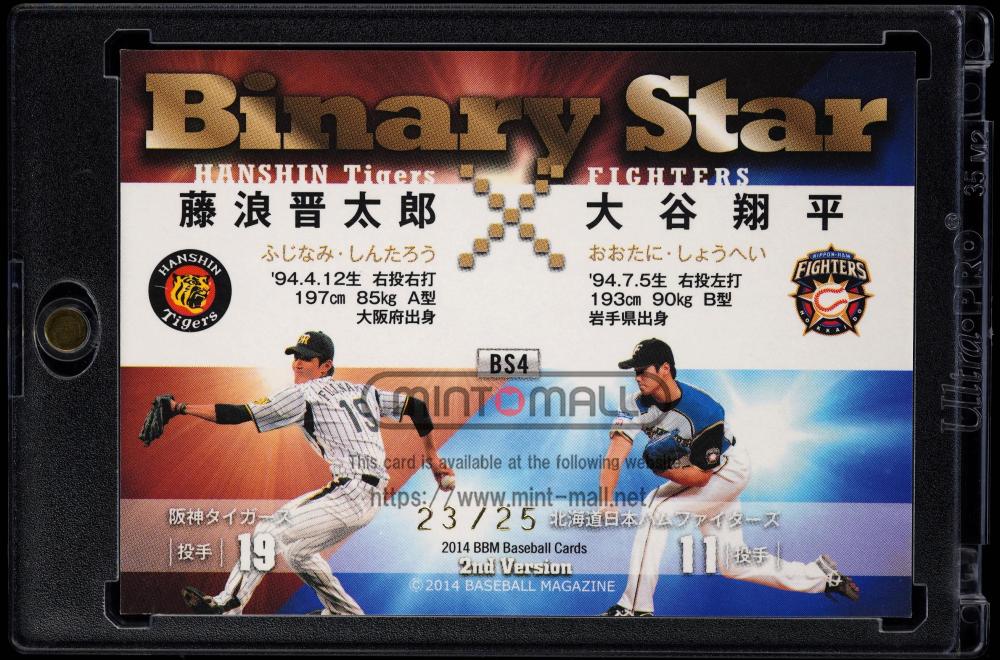 Binary Star
HANSHIN Tigers
FIGHTERS
藤浪晋太郎
大谷翔平
ふじなみ・しんたろう
おおたに・しょうへい
'94.4.12生 右投右打
197cm 85kg A型
大阪府出身
'94.7.5生 右投左打
193cm 90kg B型
岩手県出身
HANSHIN
Tigers
NIPPON-HAM
FIGHTERS
HOKKAIDO
BS4
19
MINT MALL
This card is available at the following website
https://www.mint-mall.net/
阪神タイガース
投手 19
23/25
北海道日本ハムファイターズ
11 投手
2014 BBM Baseball Cards
2nd Version
© 2014 BASEBALL MAGAZINE
Ultra•PRO®
35 M2